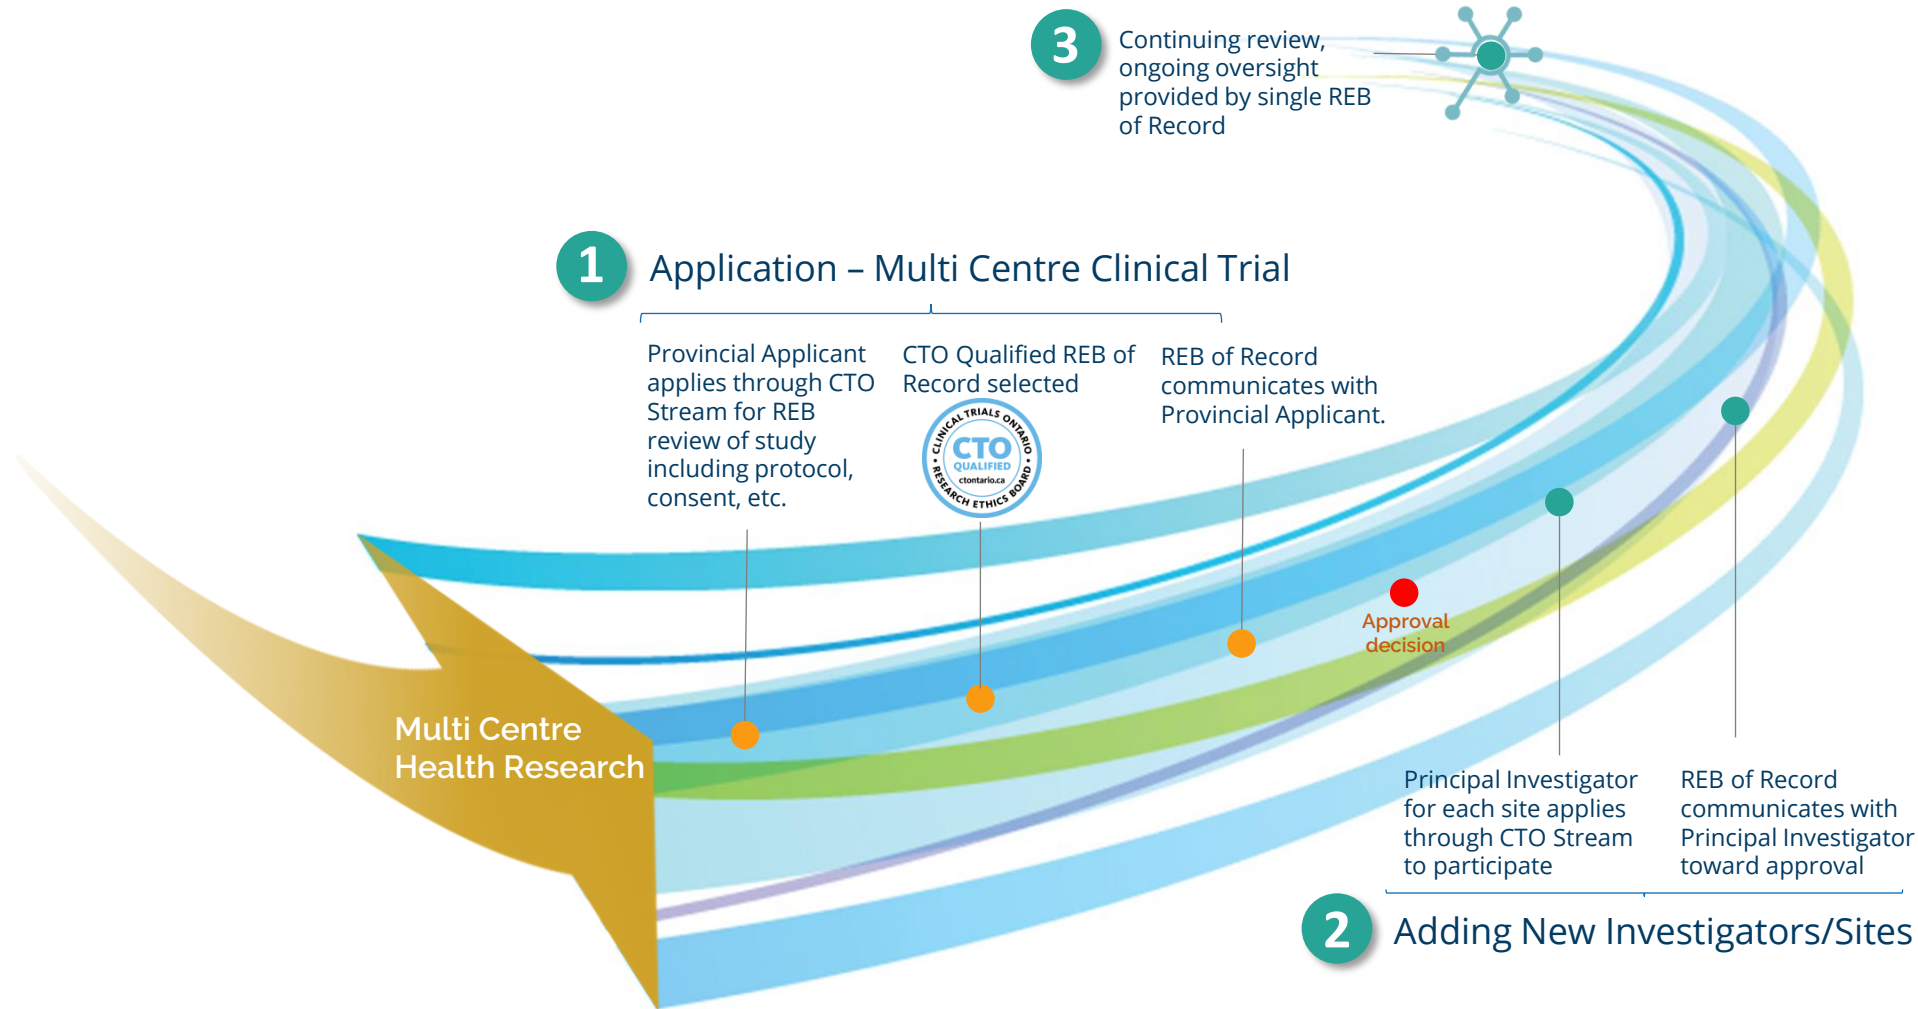 3
Continuing review,
ongoing oversight
provided by single REB
of Record
1
Application – Multi Centre Clinical Trial
Provincial Applicant
applies through CTO
Stream for REB
review of study
including protocol,
consent, etc.
CTO Qualified REB of
Record selected
CLINICAL TRIALS ONTARIO
CTO
QUALIFIED
ctontario.ca
RESEARCH ETHICS BOARD
REB of Record
communicates with
Provincial Applicant.
Approval
decision
Multi Centre
Health Research
Principal Investigator
for each site applies
through CTO Stream
to participate
REB of Record
communicates with
Principal Investigator
toward approval
2
Adding New Investigators/Sites